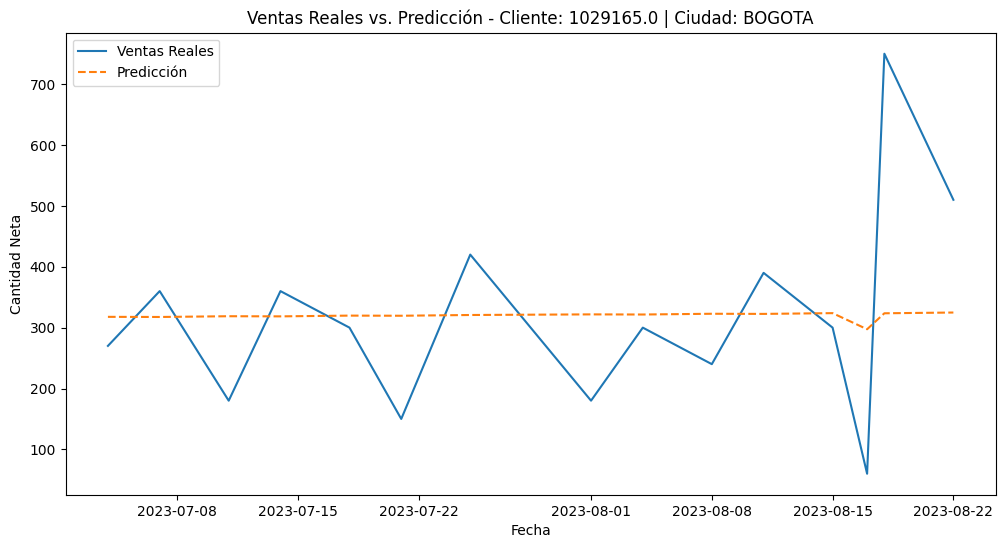 Ventas Reales vs. Predicción - Cliente: 1029165.0 | Ciudad: BOGOTA
Ventas Reales
Predicción
Cantidad Neta
700
600
500
400
300
200
100
2023-07-08
2023-07-15
2023-07-22
2023-08-01
2023-08-08
2023-08-15
2023-08-22
Fecha